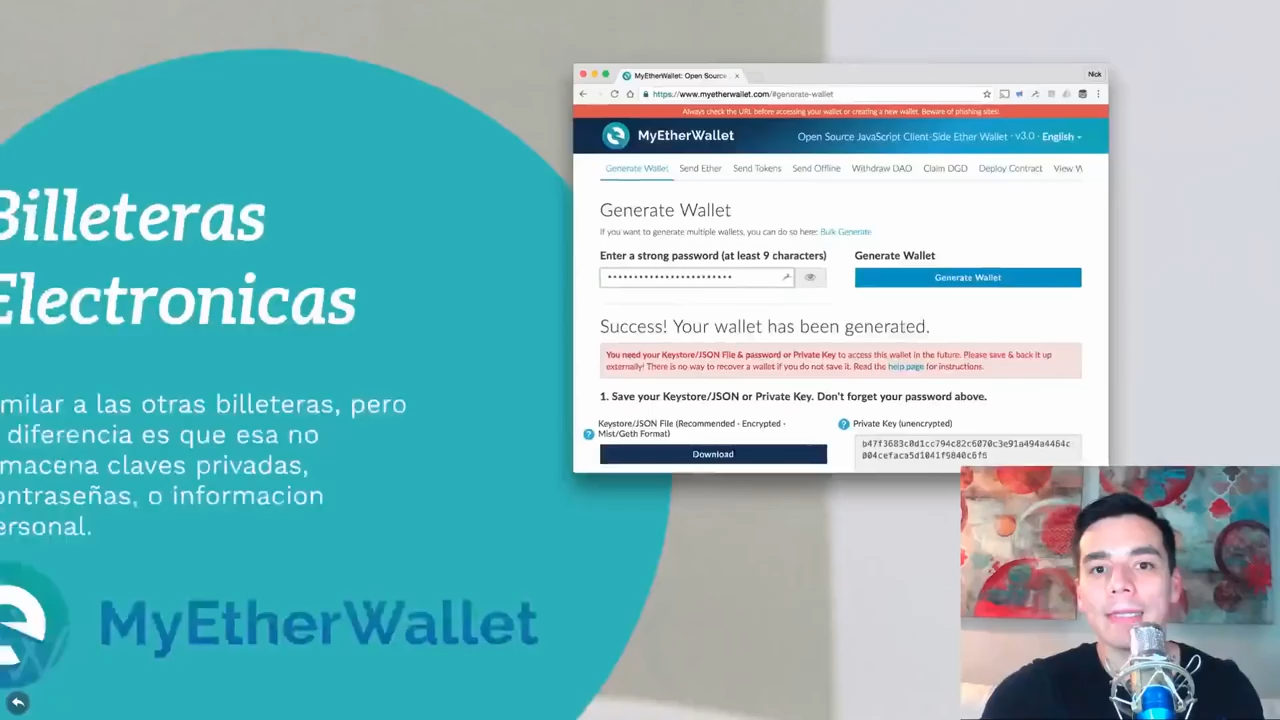 Billeteras
Electronicas
milar a las otras billeteras, pero
diferencia es que esa no
macena claves privadas,
ontraseñas, o informacion
ersonal.
MyEtherWallet
MyEtherWallet: Open Source
Nick
https://www.myetherwallet.com/#generate-wallet
Always check the URL before accessing your wallet or creating a new wallet. Beware of phishing sites!
MyEtherWallet
Open Source JavaScript Client-Side Ether Wallet · v3.0 · English
Generate Wallet Send Ether Send Tokens Send Offline Withdraw DAO Claim DGD Deploy Contract View W
Generate Wallet
If you want to generate multiple wallets, you can do so here: Bulk Generate
Enter a strong password (at least 9 characters)
Generate Wallet
Generate Wallet
Success! Your wallet has been generated.
You need your Keystore/JSON File & password or Private Key to access this wallet in the future. Please save & back it up
externally! There is no way to recover a wallet if you do not save it. Read the help page for instructions.
1. Save your Keystore/JSON or Private Key. Don't forget your password above.
Keystore/JSON File (Recommended · Encrypted ·
Mist/Geth Format)
Download
Private Key (unencrypted)
b47f3683c0d1cc794c82c6070c3e91a494a4464c
004cefaca5d1041f9840c6f6